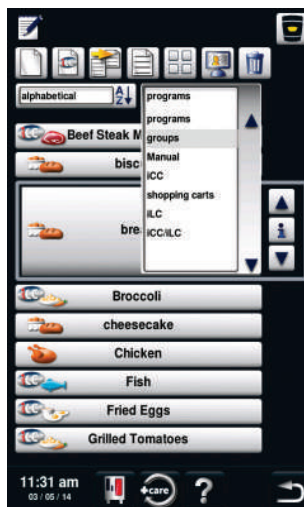 alphabetical
A
Z
programs
programs
groups
Manual
iCC
shopping carts
iLC
iCC/iLC
Beef Steak M
bisc
bre
i
Broccoli
cheesecake
Chicken
Fish
Fried Eggs
Grilled Tomatoes
11:31 am
03 / 05 / 14
care
?